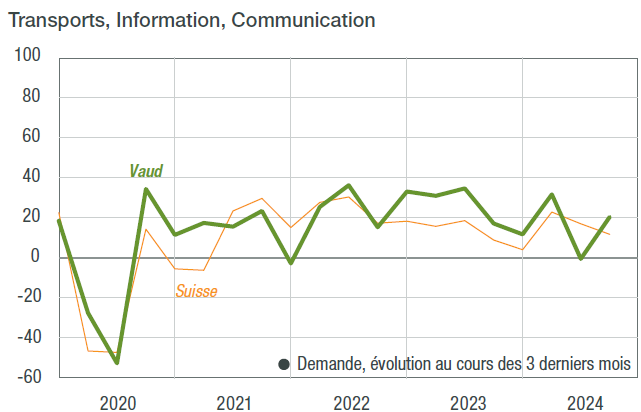 Transports, Information, Communication
100
80
60
40
20
0
-20
-40
-60
Vaud
Suisse
Demande, évolution au cours des 3 derniers mois
2020 2021 2022 2023 2024